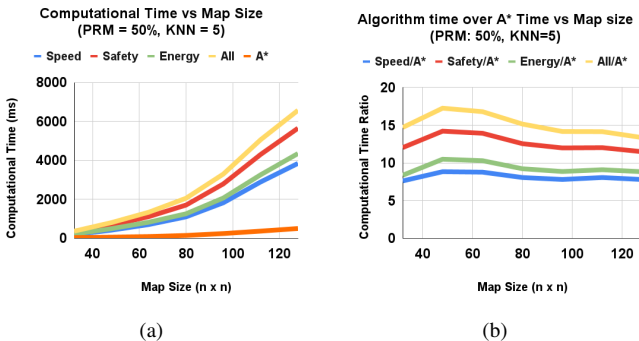 Computational Time vs Map Size
(PRM = 50%, KNN = 5)
Speed Safety Energy All A*
8000
6000
4000
2000
0
40 60 80 100 120
Computational Time (ms)
Map Size (n x n)
(a)
Algorithm time over A* Time vs Map size
(PRM: 50%, KNN=5)
Speed/A* Safety/A* Energy/A* All/A*
20
15
10
5
0
40 60 80 100 120
Computational Time Ratio
Map Size (n x n)
(b)